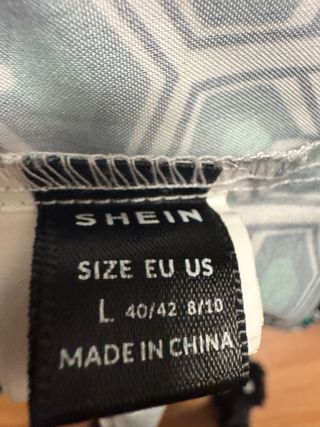 SHEIN
SIZE EU US
L 40/42 8/10
MADE IN CHINA